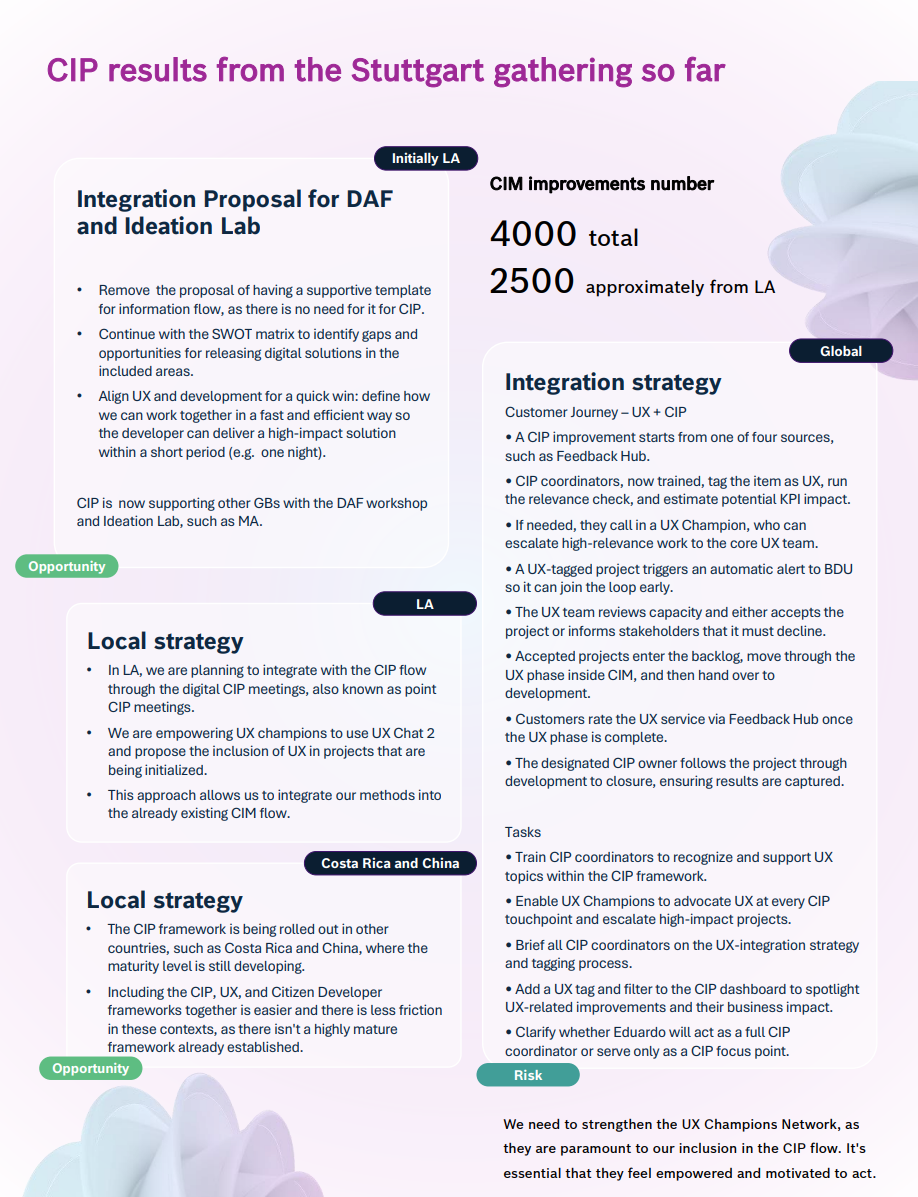 CIP results from the Stuttgart gathering so far
Initially LA
Integration Proposal for DAF
and Ideation Lab
• Remove the proposal of having a supportive template
for information flow, as there is no need for it for CIP.
• Continue with the SWOT matrix to identify gaps and
opportunities for releasing digital solutions in the
included areas.
• Align UX and development for a quick win: define how
we can work together in a fast and efficient way so
the developer can deliver a high-impact solution
within a short period (e.g. one night).
CIP is now supporting other GBs with the DAF workshop
and Ideation Lab, such as MA.
Opportunity
LA
Local strategy
• In LA, we are planning to integrate with the CIP flow
through the digital CIP meetings, also known as point
CIP meetings.
• We are empowering UX champions to use UX Chat 2
and propose the inclusion of UX in projects that are
being initialized.
• This approach allows us to integrate our methods into
the already existing CIM flow.
Costa Rica and China
Local strategy
• The CIP framework is being rolled out in other
countries, such as Costa Rica and China, where the
maturity level is still developing.
• Including the CIP, UX, and Citizen Developer
frameworks together is easier and there is less friction
in these contexts, as there isn't a highly mature
framework already established.
Opportunity
CIM improvements number
4000 total
2500 approximately from LA
Global
Integration strategy
Customer Journey – UX + CIP
• A CIP improvement starts from one of four sources,
such as Feedback Hub.
• CIP coordinators, now trained, tag the item as UX, run
the relevance check, and estimate potential KPI impact.
• If needed, they call in a UX Champion, who can
escalate high-relevance work to the core UX team.
• A UX-tagged project triggers an automatic alert to BDU
so it can join the loop early.
• The UX team reviews capacity and either accepts the
project or informs stakeholders that it must decline.
• Accepted projects enter the backlog, move through the
UX phase inside CIM, and then hand over to
development.
• Customers rate the UX service via Feedback Hub once
the UX phase is complete.
• The designated CIP owner follows the project through
development to closure, ensuring results are captured.
Tasks
• Train CIP coordinators to recognize and support UX
topics within the CIP framework.
• Enable UX Champions to advocate UX at every CIP
touchpoint and escalate high-impact projects.
• Brief all CIP coordinators on the UX-integration strategy
and tagging process.
• Add a UX tag and filter to the CIP dashboard to spotlight
UX-related improvements and their business impact.
• Clarify whether Eduardo will act as a full CIP
coordinator or serve only as a CIP focus point.
Risk
We need to strengthen the UX Champions Network, as
they are paramount to our inclusion in the CIP flow. It's
essential that they feel empowered and motivated to act.